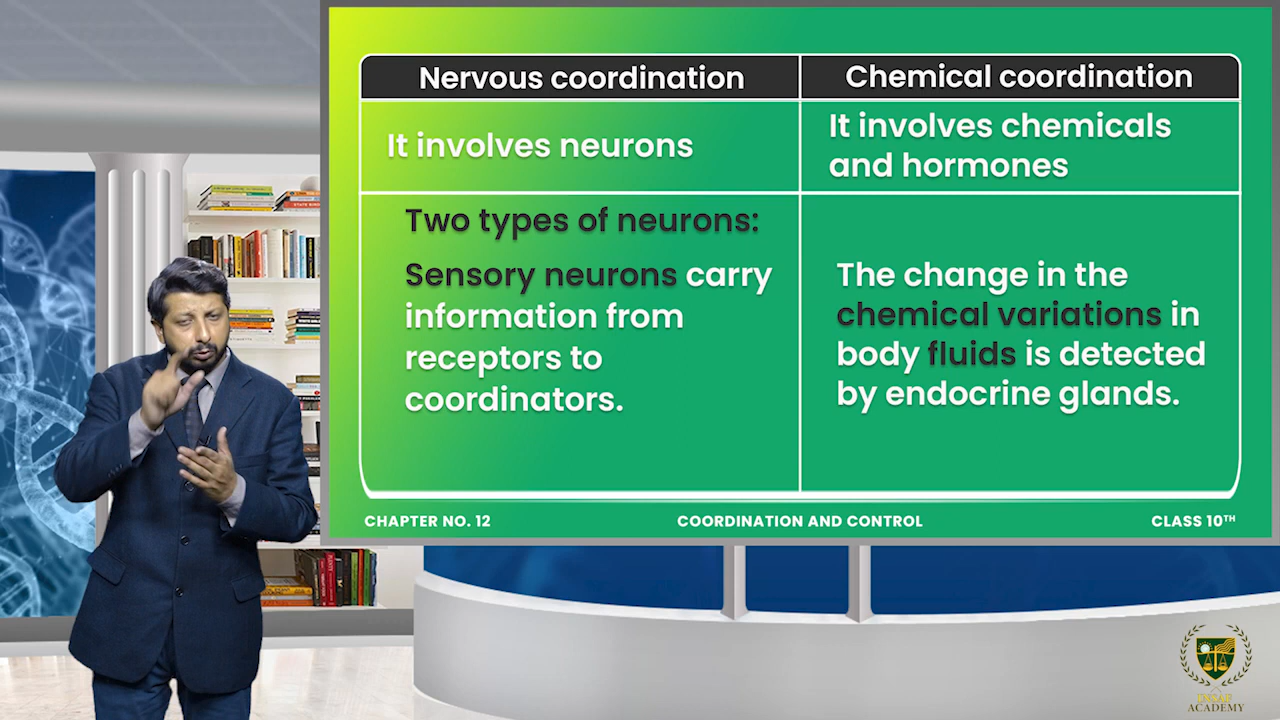 Nervous coordination
Chemical coordination
It involves neurons
It involves chemicals
and hormones
Two types of neurons:
Sensory neurons carry
information from
receptors to
coordinators.
The change in the
chemical variations in
body fluids is detected
by endocrine glands.
CHAPTER NO. 12
COORDINATION AND CONTROL
CLASS 10TH
INSAF
ACADEMY